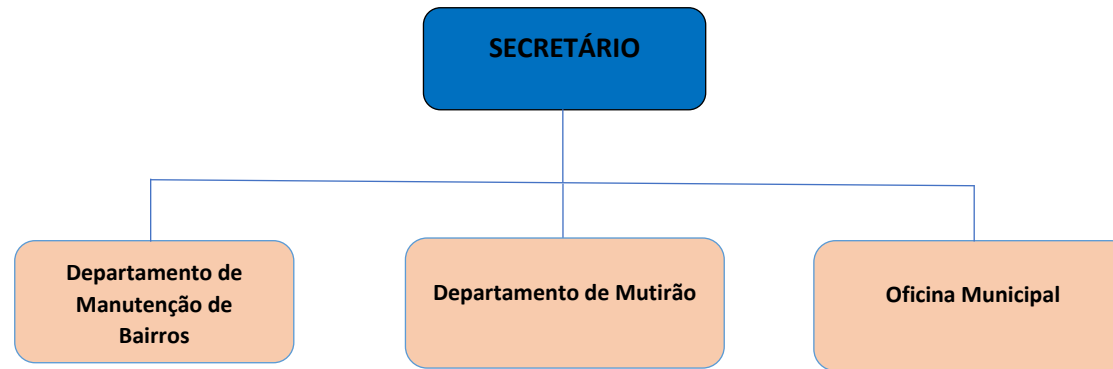 SECRETÁRIO
Departamento de
Manutenção de
Bairros
Departamento de Mutirão
Oficina Municipal